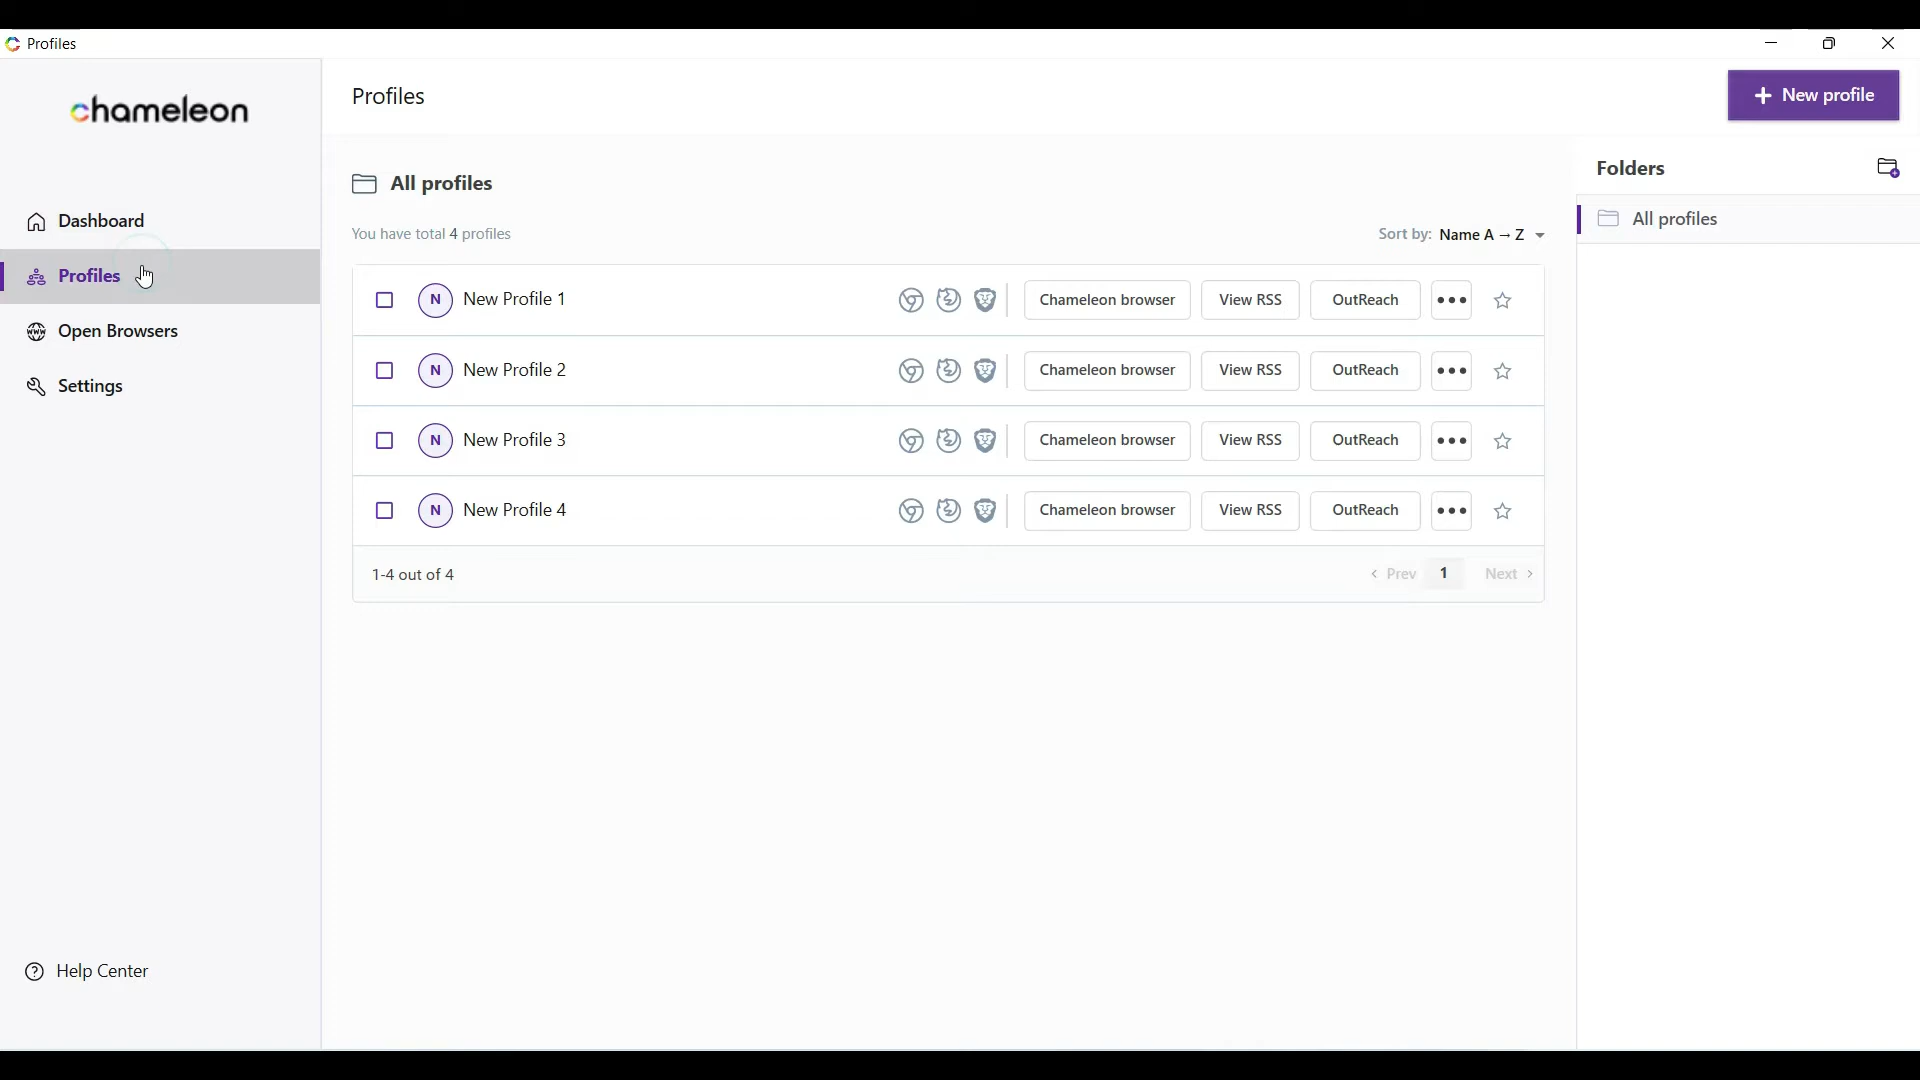 Profiles
chameleon
Profiles
+ New profile
Dashboard
Profiles
Open Browsers
Settings
Help Center
All profiles
You have total 4 profiles
Sort by: Name A → Z
N New Profile 1 Chameleon browser View RSS OutReach
N New Profile 2 Chameleon browser View RSS OutReach
N New Profile 3 Chameleon browser View RSS OutReach
N New Profile 4 Chameleon browser View RSS OutReach
1-4 out of 4
< Prev 1 Next >
Folders
All profiles